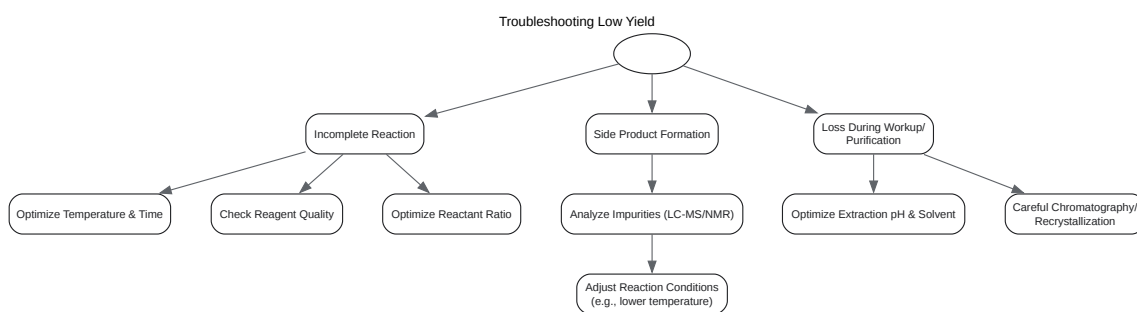 Troubleshooting Low Yield
Incomplete Reaction
Side Product Formation
Loss During Workup/
Purification
Optimize Temperature & Time
Check Reagent Quality
Optimize Reactant Ratio
Analyze Impurities (LC-MS/NMR)
Optimize Extraction pH & Solvent
Careful Chromatography/
Recrystallization
Adjust Reaction Conditions
(e.g., lower temperature)